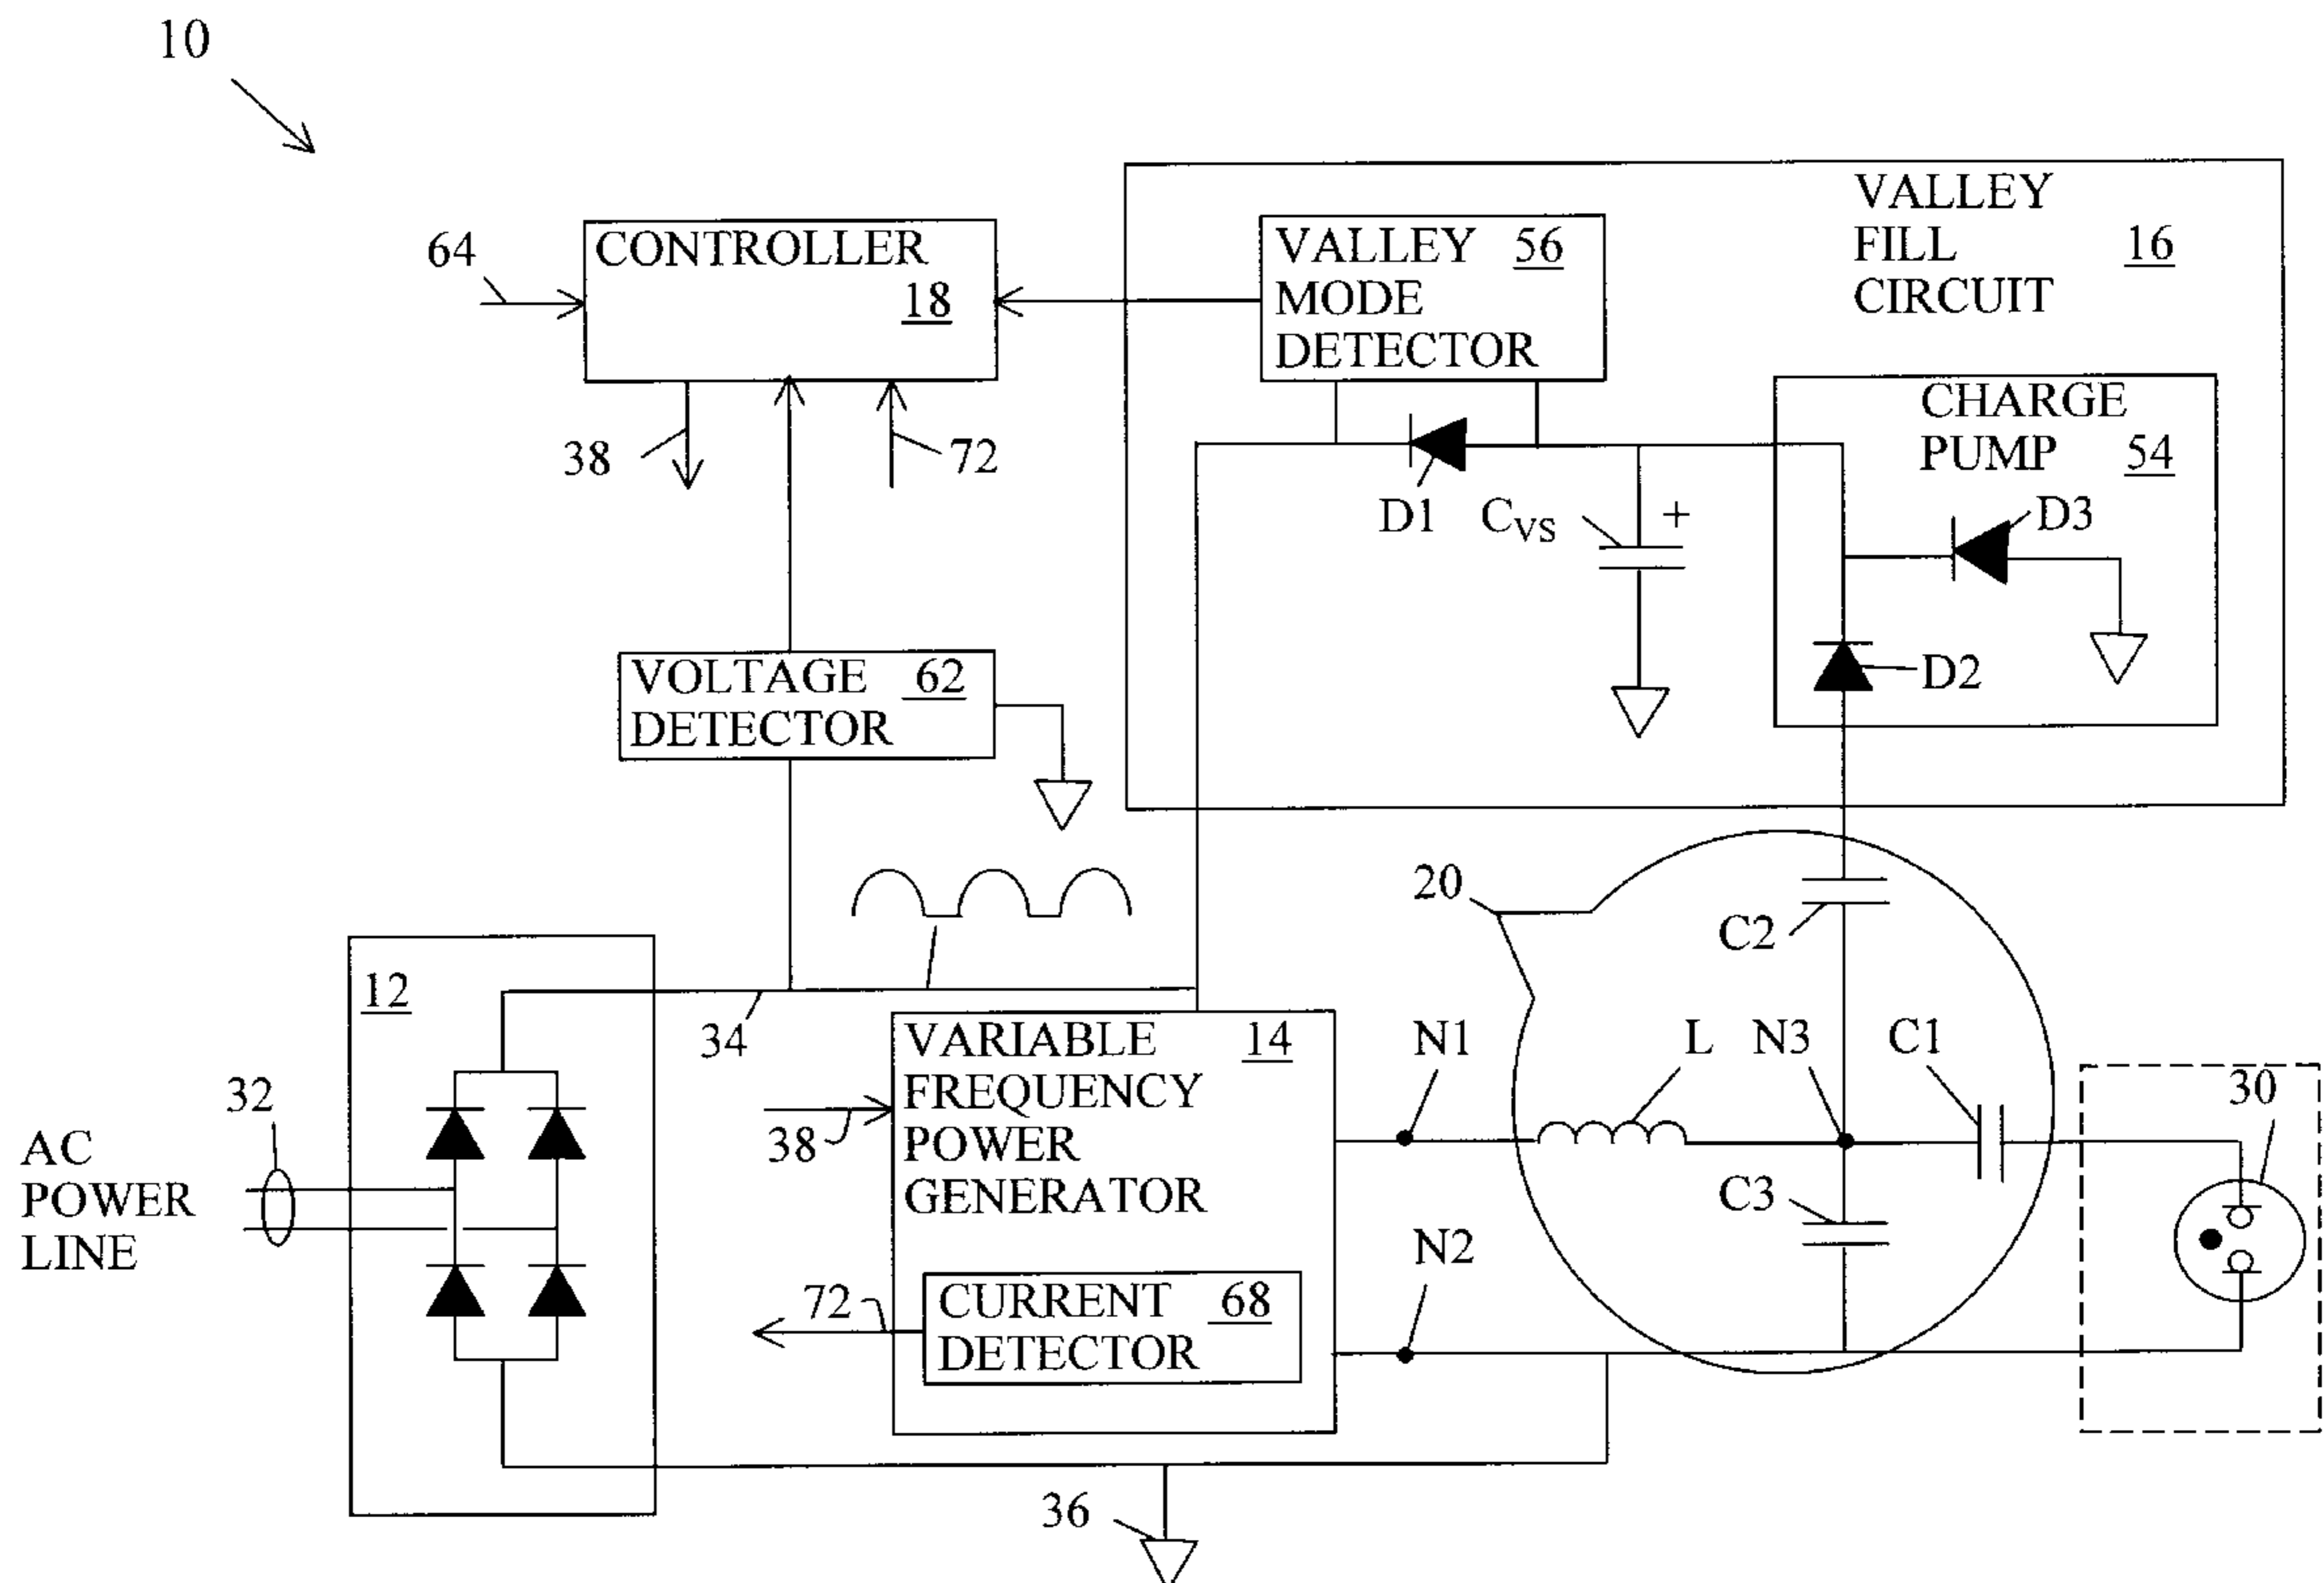 10
VALLEY
FILL
CIRCUIT
16
CONTROLLER
18
64
VALLEY
MODE
DETECTOR
56
CHARGE
PUMP
54
38
72
D1
CVS
+
D3
D2
VOLTAGE
DETECTOR
62
20
C2
12
34
VARIABLE
FREQUENCY
POWER
GENERATOR
14
N1
L
N3
C1
30
32
38
AC
POWER
LINE
C3
N2
72
CURRENT
DETECTOR
68
36